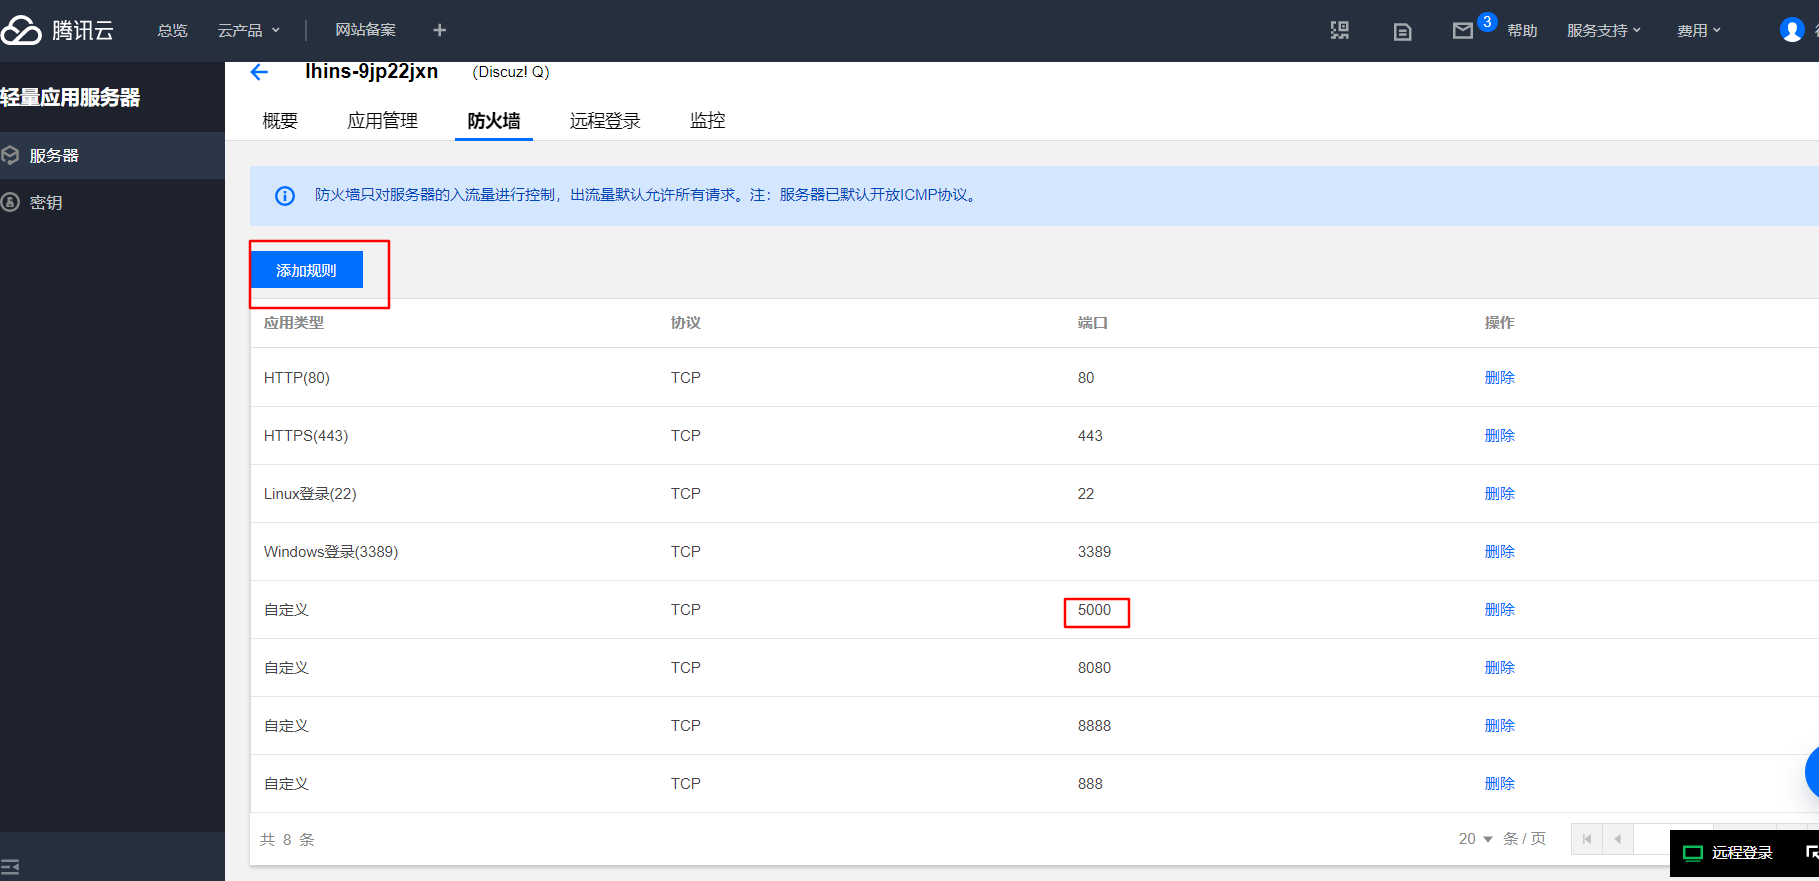 腾讯云 总览 云产品 网站备案 + 3 帮助 服务支持 费用
轻量应用服务器
服务器
密钥
lhins-9jp22jxn (Discuz! Q)
概要 应用管理 防火墙 远程登录 监控
防火墙只对服务器的入流量进行控制，出流量默认允许所有请求。注：服务器已默认开放ICMP协议。
添加规则
应用类型 协议 端口 操作
HTTP(80) TCP 80 删除
HTTPS(443) TCP 443 删除
Linux登录(22) TCP 22 删除
Windows登录(3389) TCP 3389 删除
自定义 TCP 5000 删除
自定义 TCP 8080 删除
自定义 TCP 8888 删除
自定义 TCP 888 删除
共 8 条 20 条 / 页
远程登录